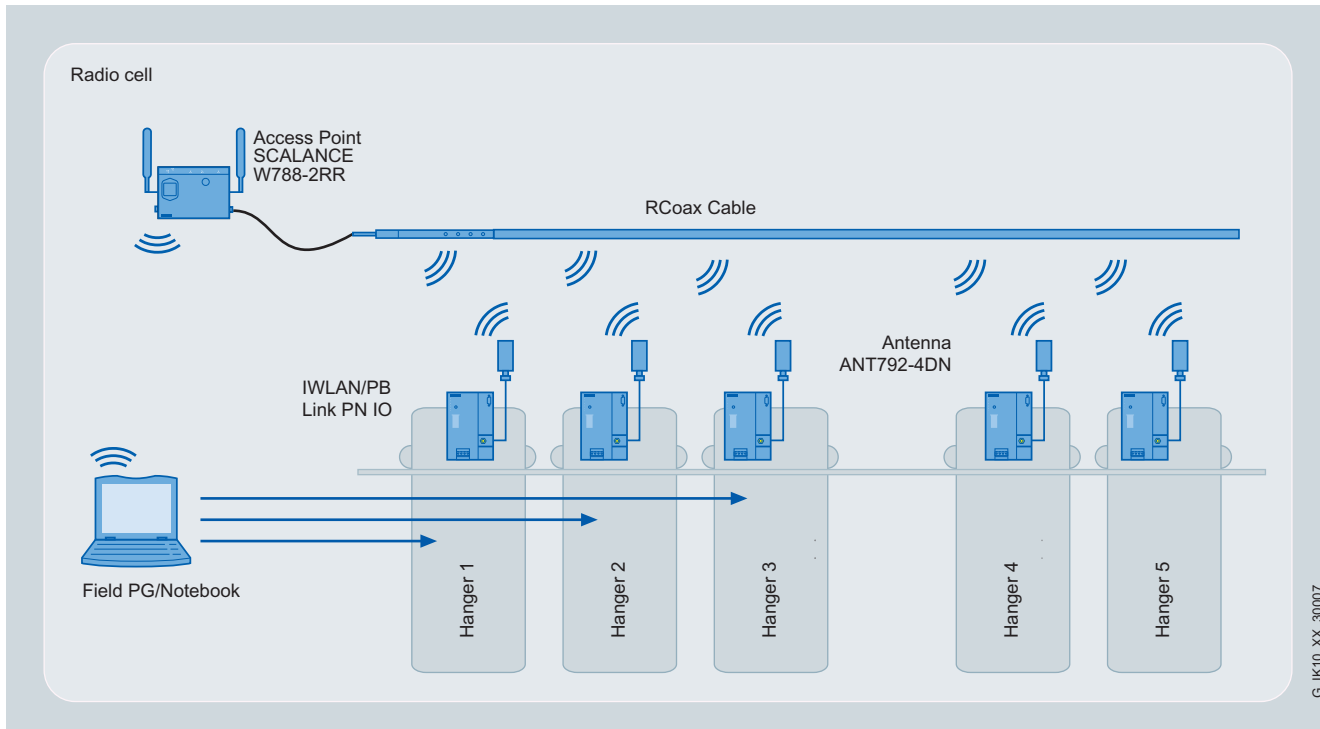 Radio cell
Access Point
SCALANCE
W788-2RR
RCoax Cable
Antenna
ANT792-4DN
IWLAN/PB
Link PN IO
Field PG/Notebook
Hanger 1
Hanger 2
Hanger 3
Hanger 4
Hanger 5
G_IK10_XX_30007